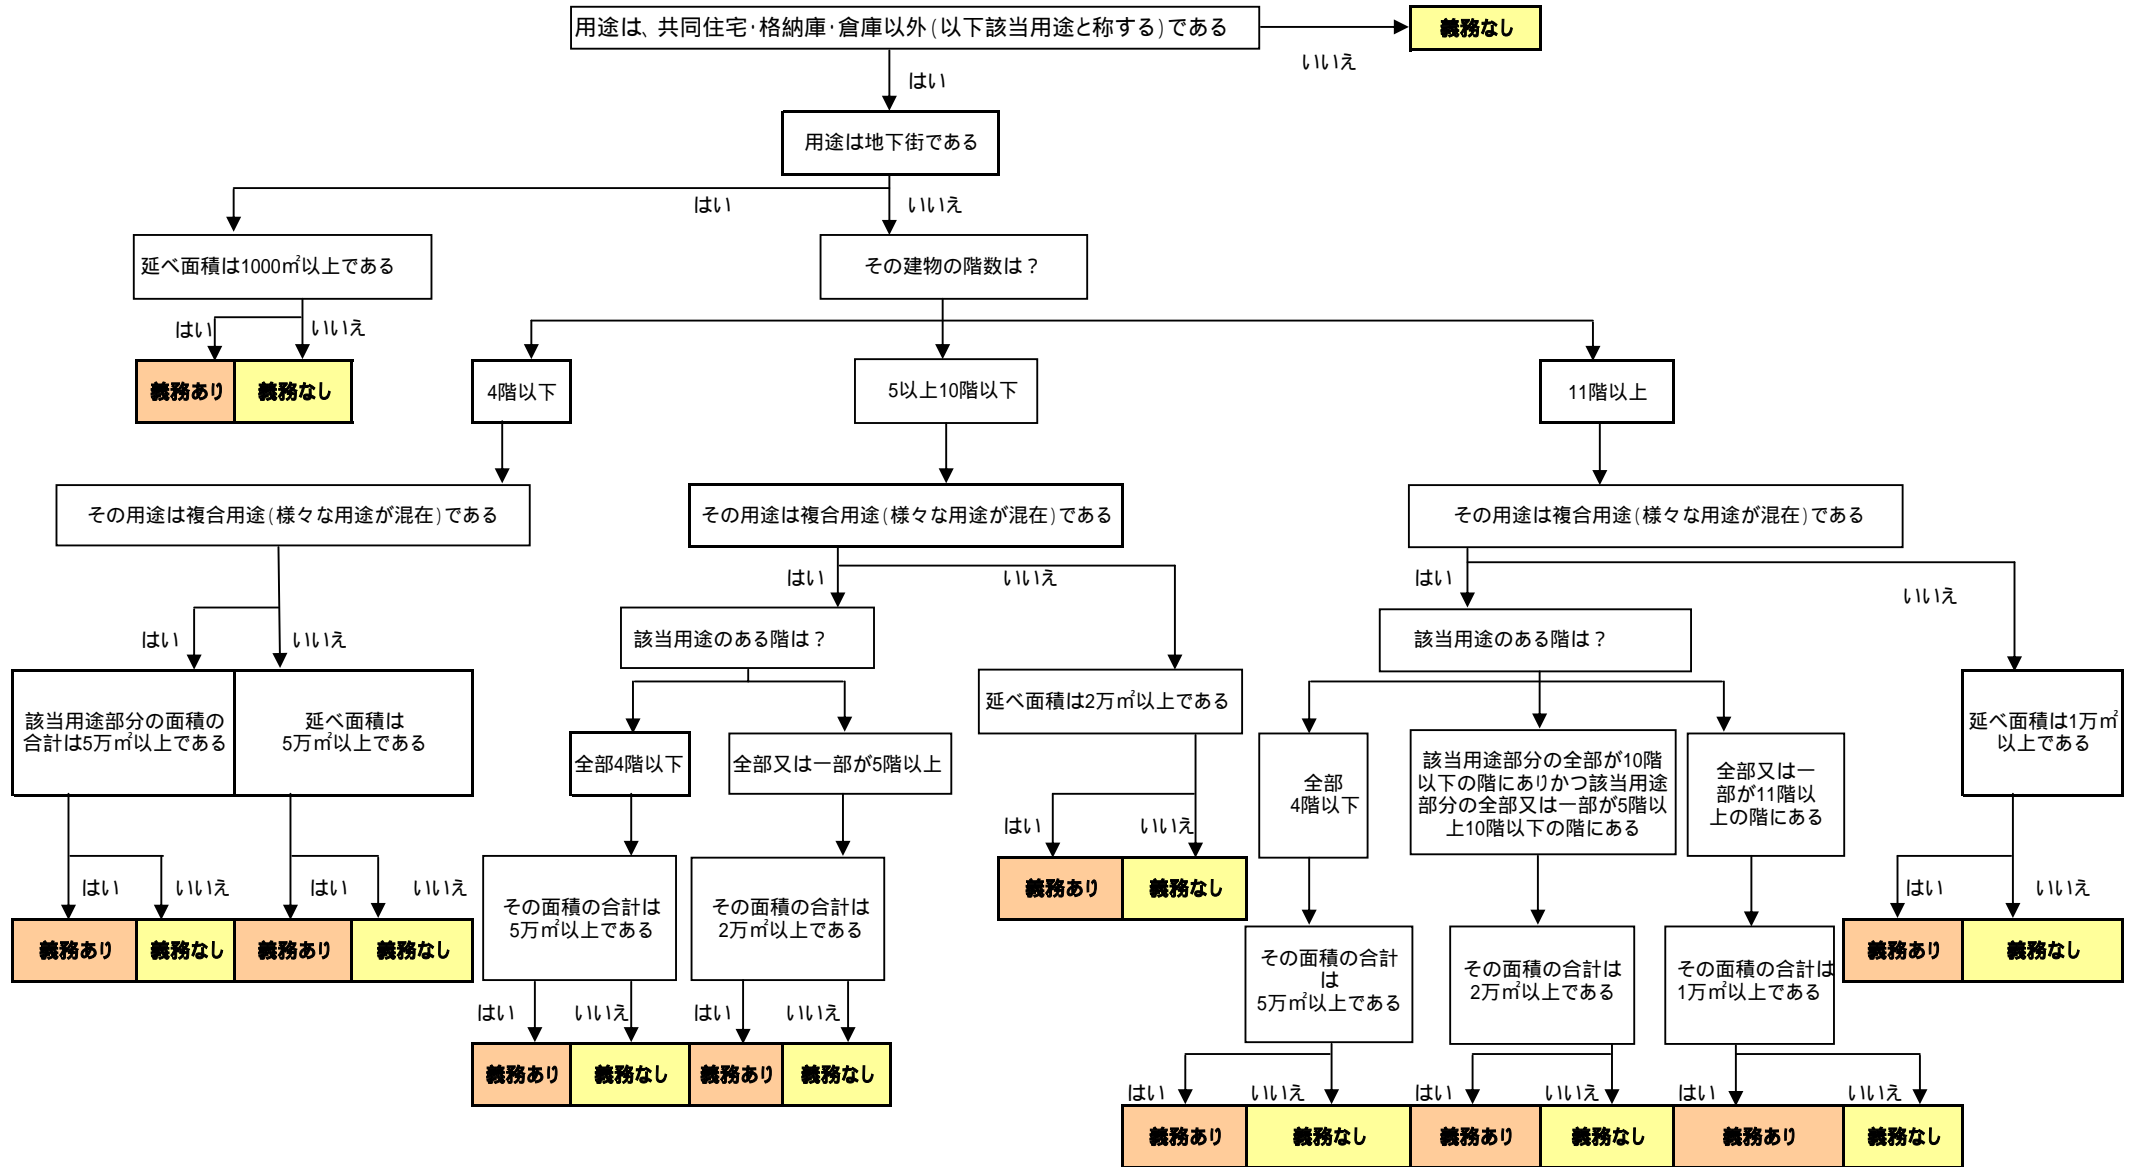 用途は、共同住宅・格納庫・倉庫以外(以下該当用途と称する)である
義務なし
いいえ
はい
用途は地下街である
はい
いいえ
延べ面積は1000㎡以上である
その建物の階数は？
はい
いいえ
義務あり
義務なし
4階以下
5以上10階以下
11階以上
その用途は複合用途(様々な用途が混在)である
その用途は複合用途(様々な用途が混在)である
その用途は複合用途(様々な用途が混在)である
はい
いいえ
はい
いいえ
はい
いいえ
該当用途のある階は？
該当用途のある階は？
該当用途部分の面積の
合計は5万㎡以上である
延べ面積は
5万㎡以上である
延べ面積は2万㎡以上である
延べ面積は1万㎡
以上である
全部4階以下
全部又は一部が5階以上
全部
4階以下
該当用途部分の全部が10階
以下の階にありかつ該当用途
部分の全部又は一部が5階以
上10階以下の階にある
全部又は一
部が11階以
上の階にある
はい
いいえ
義務あり
義務なし
はい
いいえ
はい
いいえ
はい
いいえ
義務あり
義務なし
義務あり
義務なし
その面積の合計は
5万㎡以上である
その面積の合計は
2万㎡以上である
義務あり
義務なし
その面積の合計
は
5万㎡以上である
その面積の合計は
2万㎡以上である
その面積の合計は
1万㎡以上である
はい
いいえ
はい
いいえ
義務あり
義務なし
義務あり
義務なし
はい
いいえ
はい
いいえ
はい
いいえ
義務あり
義務なし
義務あり
義務なし
義務あり
義務なし